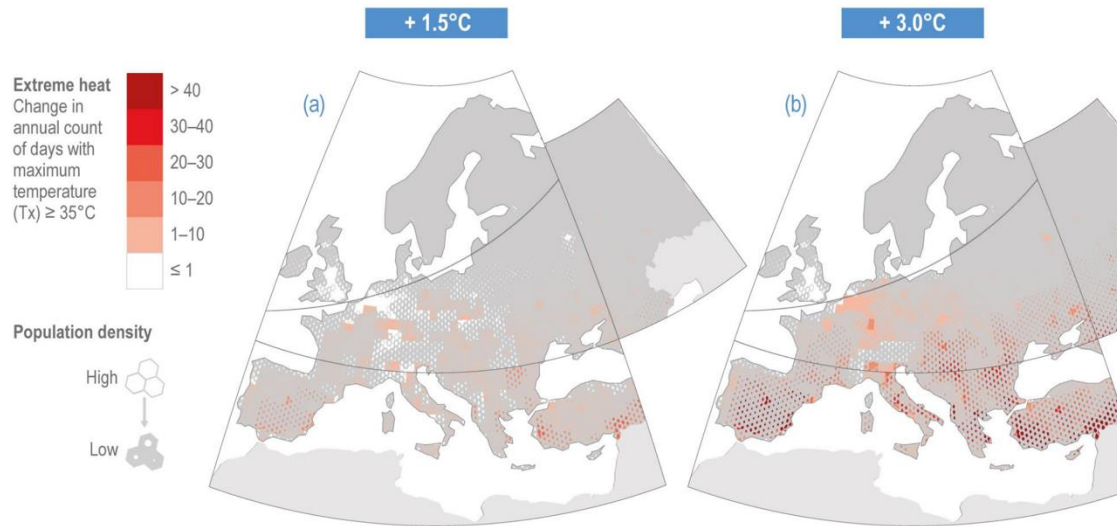 + 1.5°C
+ 3.0°C
Extreme heat
Change in
annual count
of days with
maximum
temperature
(Tx) ≥ 35°C
> 40
30–40
20–30
10–20
1–10
≤ 1
Population density
High
Low
(a)
(b)